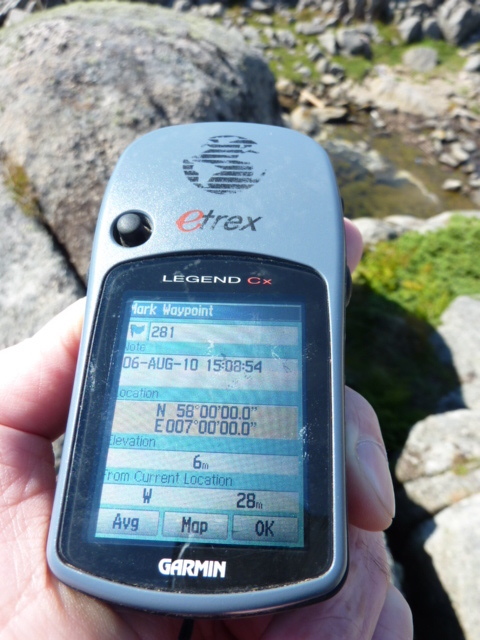 etrex
LEGEND Cx
Mark Waypoint
281
Note
06-AUG-10 15:08:54
Location
N 58°00'00.0"
E007°00'00.0"
Elevation
6m
From Current Location
W 28m
Avg Map OK
GARMIN